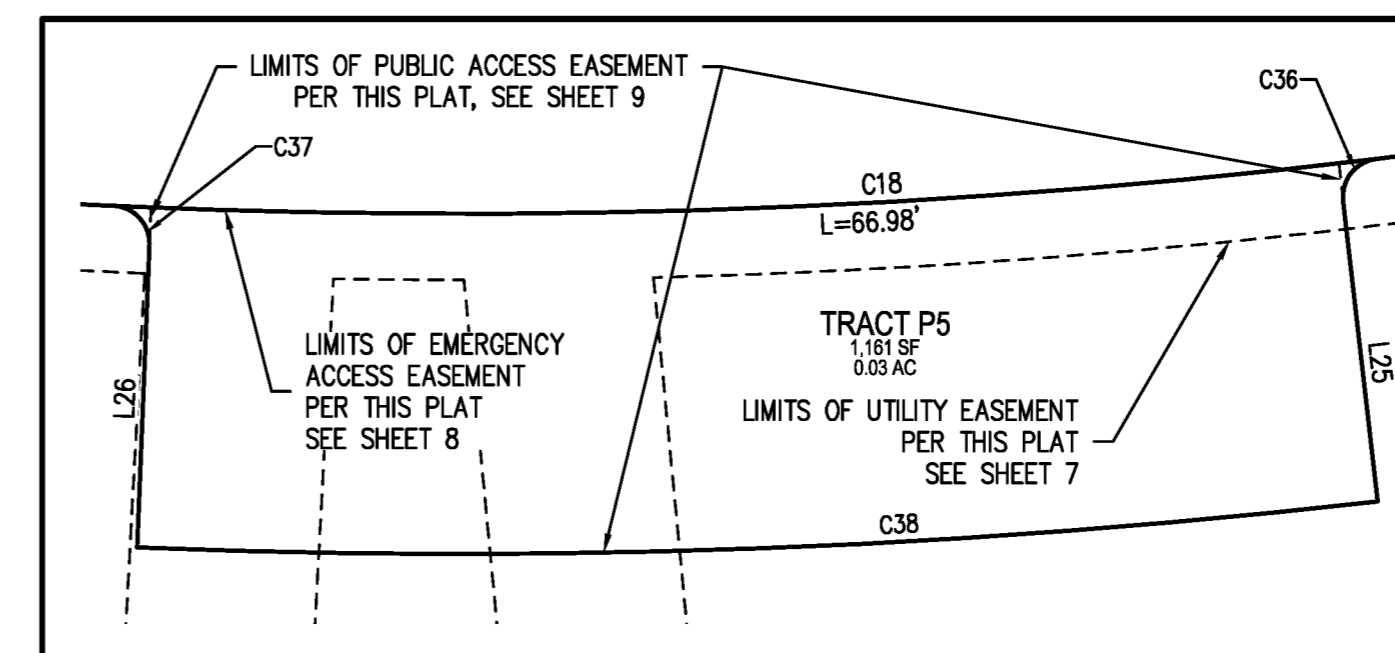 LIMITS OF PUBLIC ACCESS EASEMENT
PER THIS PLAT, SEE SHEET 9
C36
C37
C18
L=66.98'
TRACT P5
1,161 SF
0.03 AC
LIMITS OF EMERGENCY
ACCESS EASEMENT
PER THIS PLAT
SEE SHEET 8
L26
L25
LIMITS OF UTILITY EASEMENT
PER THIS PLAT
SEE SHEET 7
C38